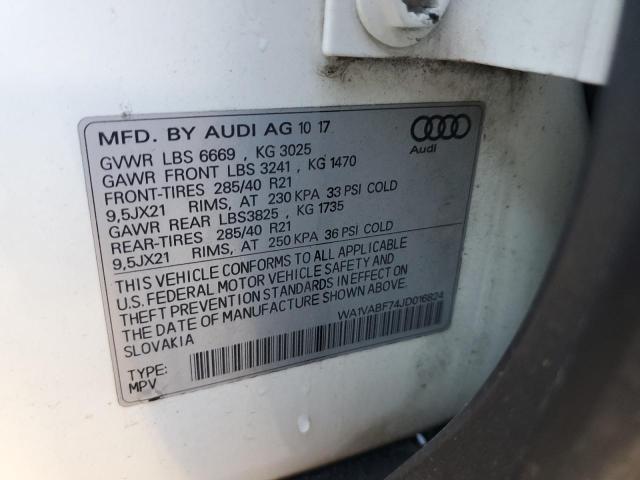 MFD. BY AUDI AG 10 17
GVWR LBS 6669 , KG 3025
GAWR FRONT LBS 3241 , KG 1470
FRONT-TIRES 285/40 R21
9,5JX21 RIMS, AT 230 KPA 33 PSI COLD
GAWR REAR LBS3825 , KG 1735
REAR-TIRES 285/40 R21
9,5JX21 RIMS, AT 250 KPA 36 PSI COLD
THIS VEHICLE CONFORMS TO ALL APPLICABLE
U.S. FEDERAL MOTOR VEHICLE SAFETY AND
THEFT PREVENTION STANDARDS IN EFFECT ON
THE DATE OF MANUFACTURE SHOWN ABOVE
SLOVAKIA
WA1VABF74JD016824
TYPE:
MPV
Audi